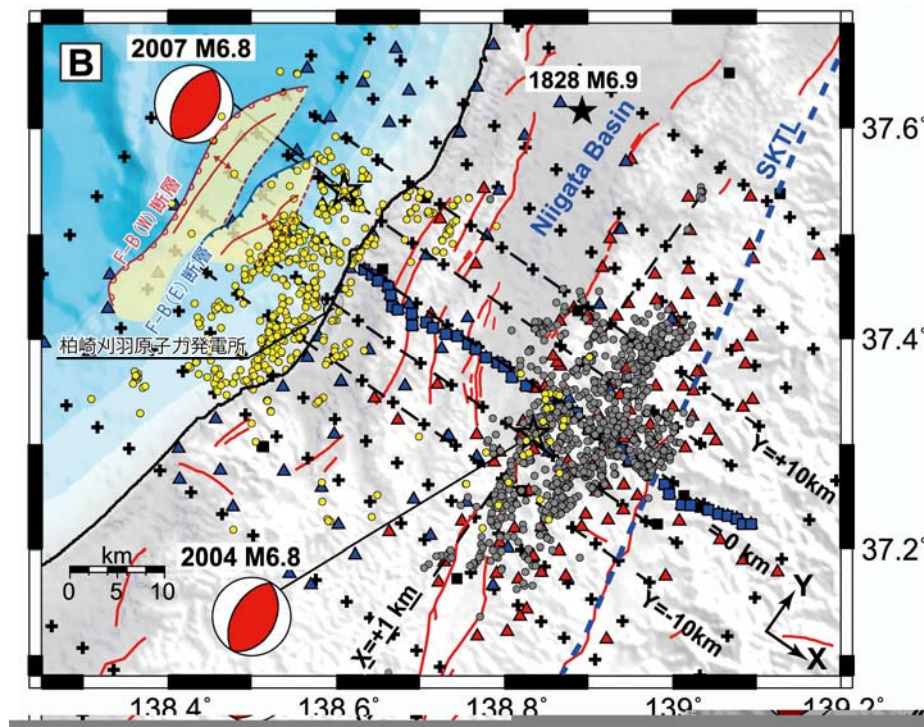 2007 M6.8
B
1828 M6.9
37.6°
SKTL
Niigata Basin
F-B(W) 断層
F-B(E) 断層
柏崎刈羽原子力発電所
37.4°
Y=+10km
=0 km
km
0 5 10
2004 M6.8
37.2°
X=+1 km
Y=-10km
Y
X
138.4°
138.6°
138.8°
139°
139.2°